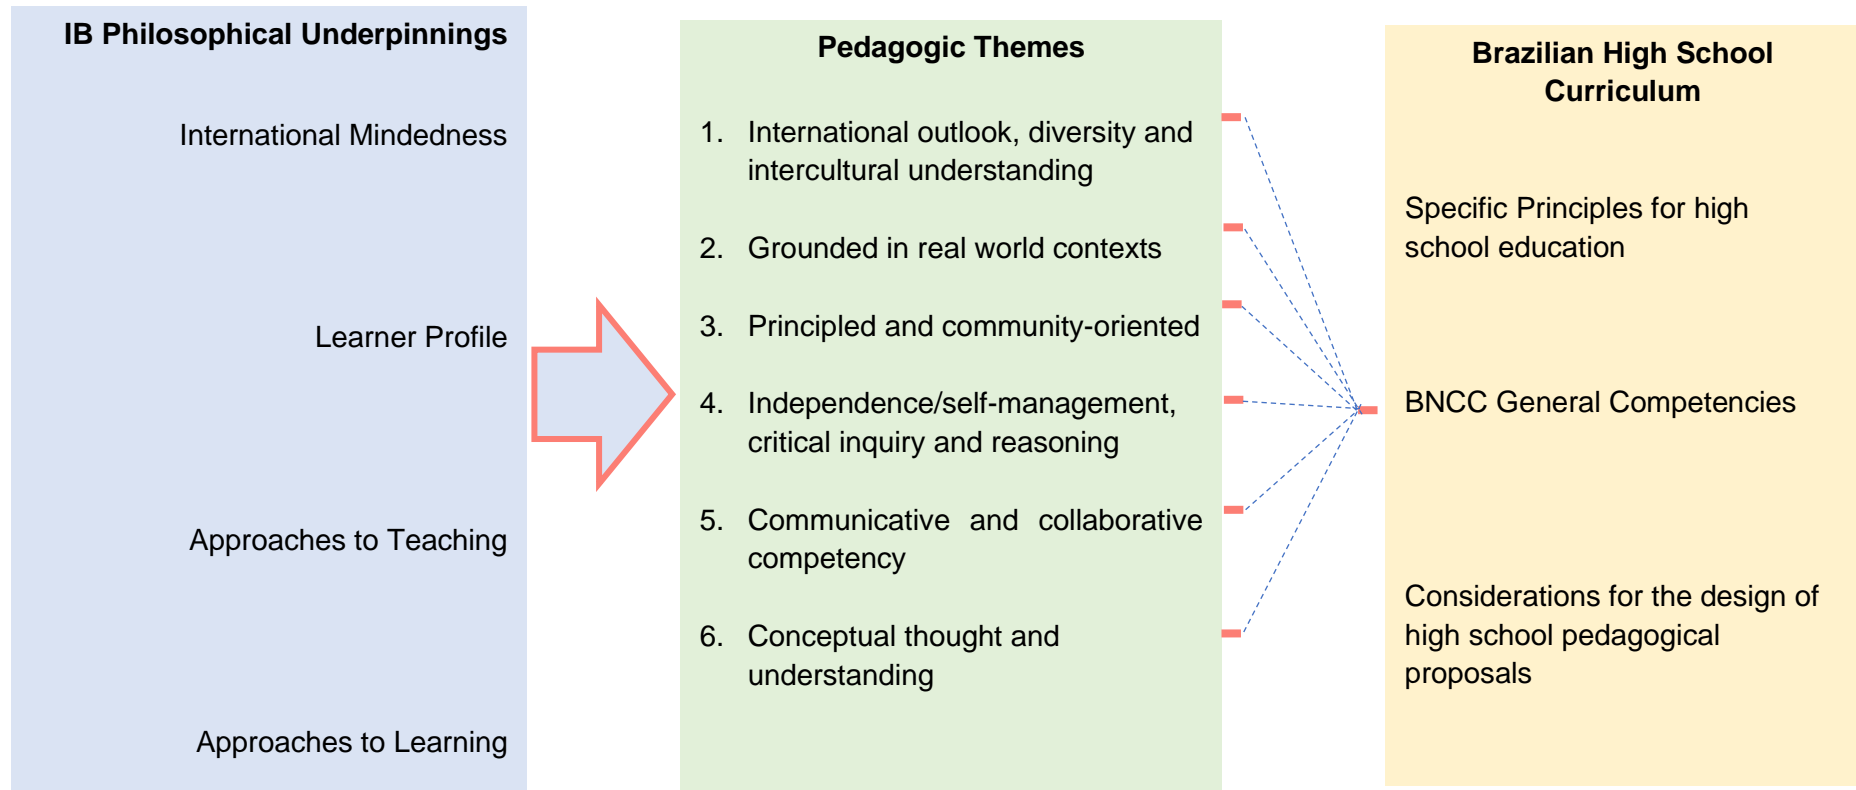 IB Philosophical Underpinnings
International Mindedness
Learner Profile
Approaches to Teaching
Approaches to Learning
Pedagogic Themes
1. International outlook, diversity and
intercultural understanding
2. Grounded in real world contexts
3. Principled and community-oriented
4. Independence/self-management,
critical inquiry and reasoning
5. Communicative and collaborative
competency
6. Conceptual thought and
understanding
Brazilian High School
Curriculum
Specific Principles for high
school education
BNCC General Competencies
Considerations for the design of
high school pedagogical
proposals